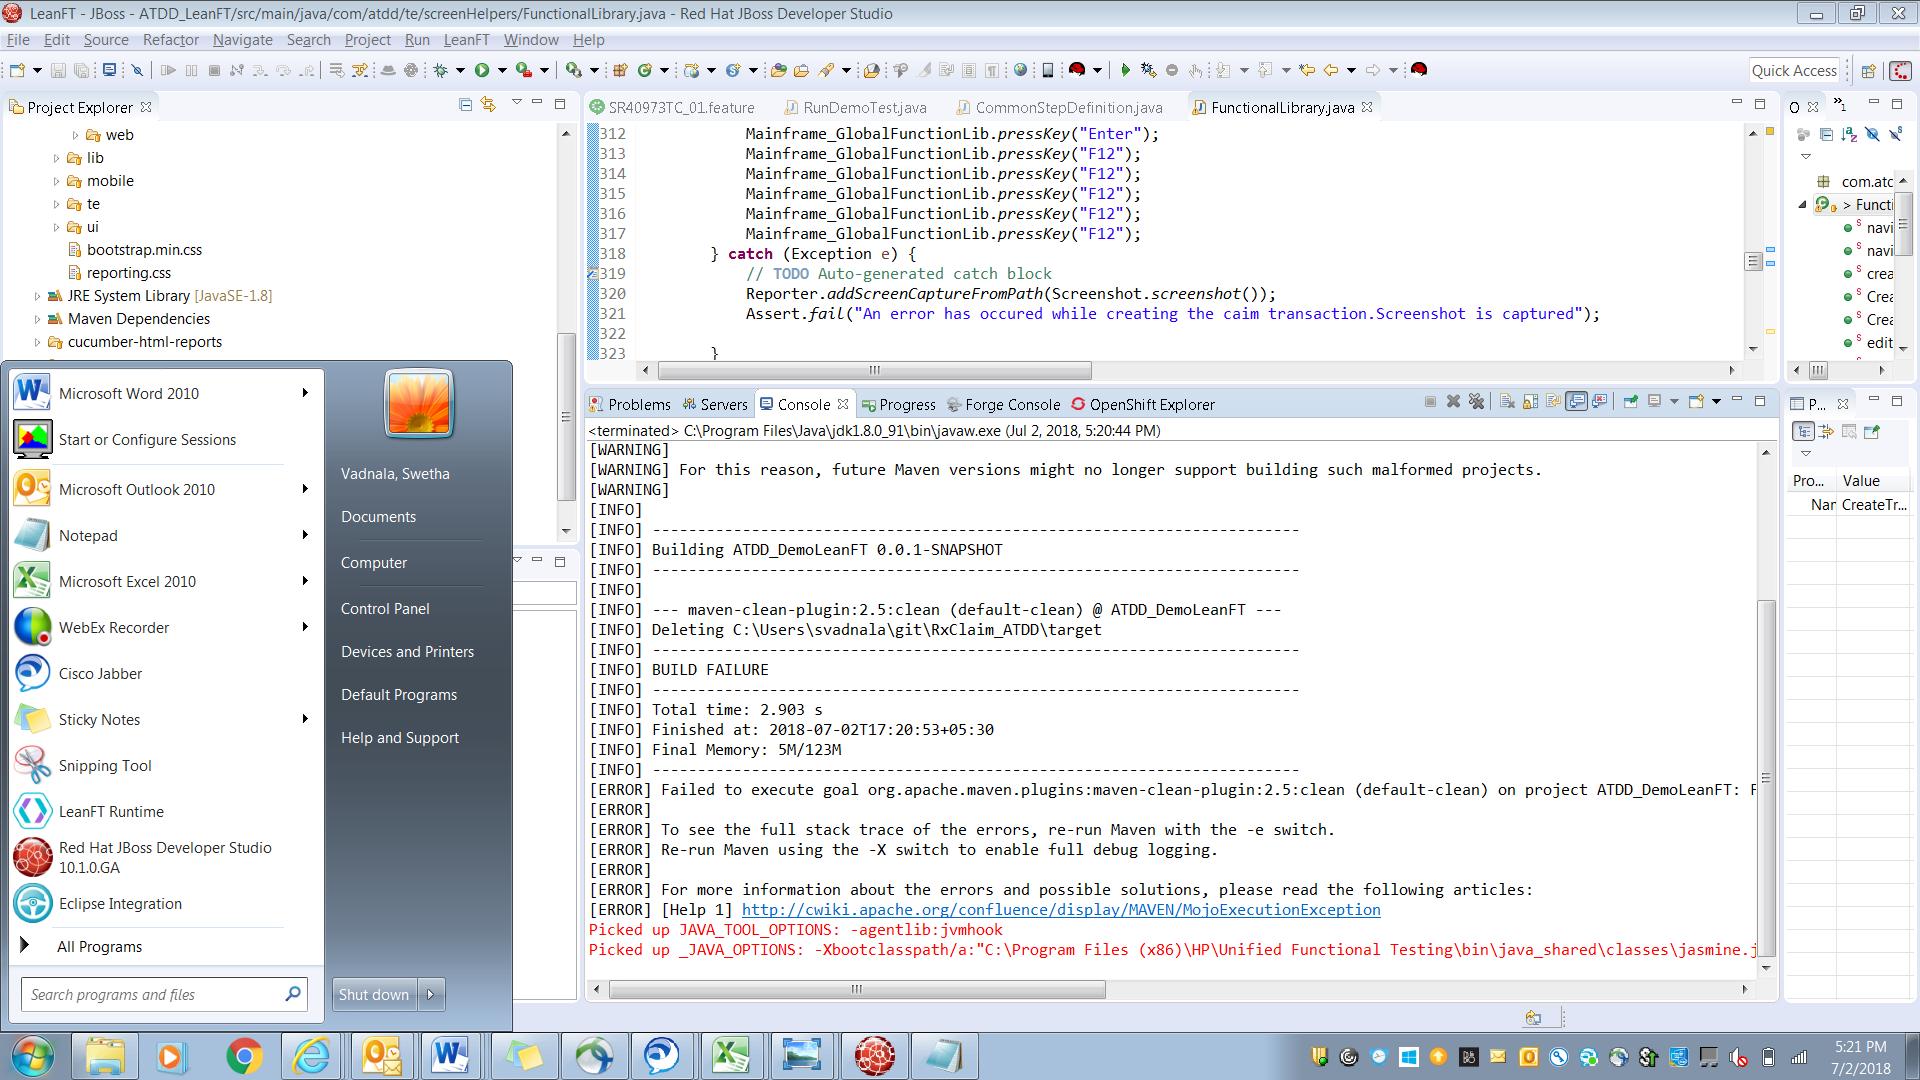 LeanFT - JBoss - ATDD_LeanFT/src/main/java/com/atdd/te/screenHelpers/FunctionalLibrary.java - Red Hat JBoss Developer Studio
File Edit Source Refactor Navigate Search Project Run LeanFT Window Help
Quick Access
Project Explorer
web
lib
mobile
te
ui
bootstrap.min.css
reporting.css
JRE System Library [JavaSE-1.8]
Maven Dependencies
cucumber-html-reports
SR40973TC_01.feature RunDemoTest.java CommonStepDefinition.java FunctionalLibrary.java
312 Mainframe_GlobalFunctionLib.pressKey("Enter");
313 Mainframe_GlobalFunctionLib.pressKey("F12");
314 Mainframe_GlobalFunctionLib.pressKey("F12");
315 Mainframe_GlobalFunctionLib.pressKey("F12");
316 Mainframe_GlobalFunctionLib.pressKey("F12");
317 Mainframe_GlobalFunctionLib.pressKey("F12");
318 } catch (Exception e) {
319 // TODO Auto-generated catch block
320 Reporter.addScreenCaptureFromPath(Screenshot.screenshot());
321 Assert.fail("An error has occured while creating the caim transaction.Screenshot is captured");
322
323 }
O
com.atc
> Functi
navi
navi
crea
Crea
Crea
edit
Microsoft Word 2010
Start or Configure Sessions
Microsoft Outlook 2010
Notepad
Microsoft Excel 2010
WebEx Recorder
Cisco Jabber
Sticky Notes
Snipping Tool
LeanFT Runtime
Red Hat JBoss Developer Studio
10.1.0.GA
Eclipse Integration
All Programs
Search programs and files
Vadnala, Swetha
Documents
Computer
Control Panel
Devices and Printers
Default Programs
Help and Support
Shut down
Problems Servers Console Progress Forge Console OpenShift Explorer
<terminated> C:\Program Files\Java\jdk1.8.0_91\bin\javaw.exe (Jul 2, 2018, 5:20:44 PM)
[WARNING]
[WARNING] For this reason, future Maven versions might no longer support building such malformed projects.
[WARNING]
[INFO]
[INFO] ------------------------------------------------------------------------
[INFO] Building ATDD_DemoLeanFT 0.0.1-SNAPSHOT
[INFO] ------------------------------------------------------------------------
[INFO]
[INFO] --- maven-clean-plugin:2.5:clean (default-clean) @ ATDD_DemoLeanFT ---
[INFO] Deleting C:\Users\svadnala\git\RxClaim_ATDD\target
[INFO] ------------------------------------------------------------------------
[INFO] BUILD FAILURE
[INFO] ------------------------------------------------------------------------
[INFO] Total time: 2.903 s
[INFO] Finished at: 2018-07-02T17:20:53+05:30
[INFO] Final Memory: 5M/123M
[INFO] ------------------------------------------------------------------------
[ERROR] Failed to execute goal org.apache.maven.plugins:maven-clean-plugin:2.5:clean (default-clean) on project ATDD_DemoLeanFT: F
[ERROR]
[ERROR] To see the full stack trace of the errors, re-run Maven with the -e switch.
[ERROR] Re-run Maven using the -X switch to enable full debug logging.
[ERROR]
[ERROR] For more information about the errors and possible solutions, please read the following articles:
[ERROR] [Help 1] http://cwiki.apache.org/confluence/display/MAVEN/MojoExecutionException
Picked up JAVA_TOOL_OPTIONS: -agentlib:jvmhook
Picked up _JAVA_OPTIONS: -Xbootclasspath/a:"C:\Program Files (x86)\HP\Unified Functional Testing\bin\java_shared\classes\jasmine.j
P...
Pro... Value
Nar CreateTr...
5:21 PM
7/2/2018